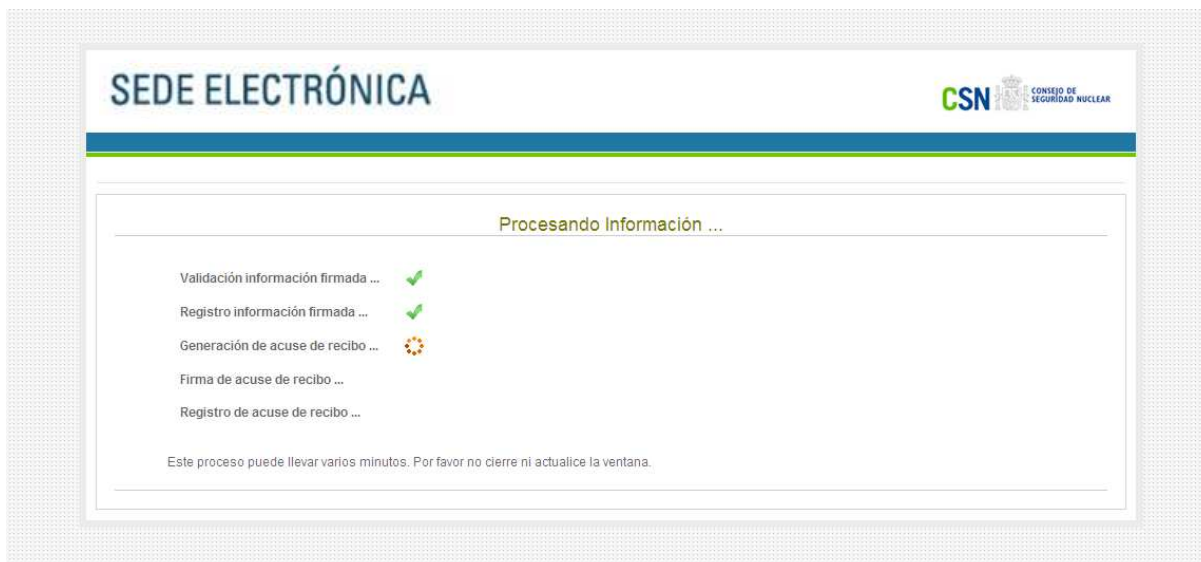 SEDE ELECTRÓNICA
CSN CONSEJO DE
SEGURIDAD NUCLEAR
Procesando Información ...
Validación información firmada ...
Registro información firmada ...
Generación de acuse de recibo ...
Firma de acuse de recibo ...
Registro de acuse de recibo ...
Este proceso puede llevar varios minutos. Por favor no cierre ni actualice la ventana.